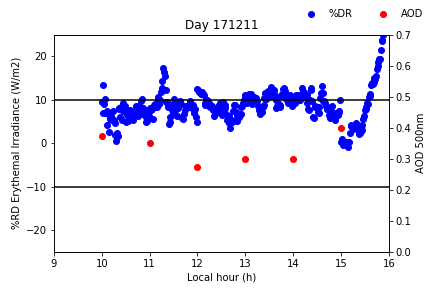 %DR AOD
Day 171211
20
10
0
−10
−20
%RD Erythemal Irradiance (W/m2)
0.7
0.6
0.5
0.4
0.3
0.2
0.1
0.0
AOD 500nm
9 10 11 12 13 14 15 16
Local hour (h)